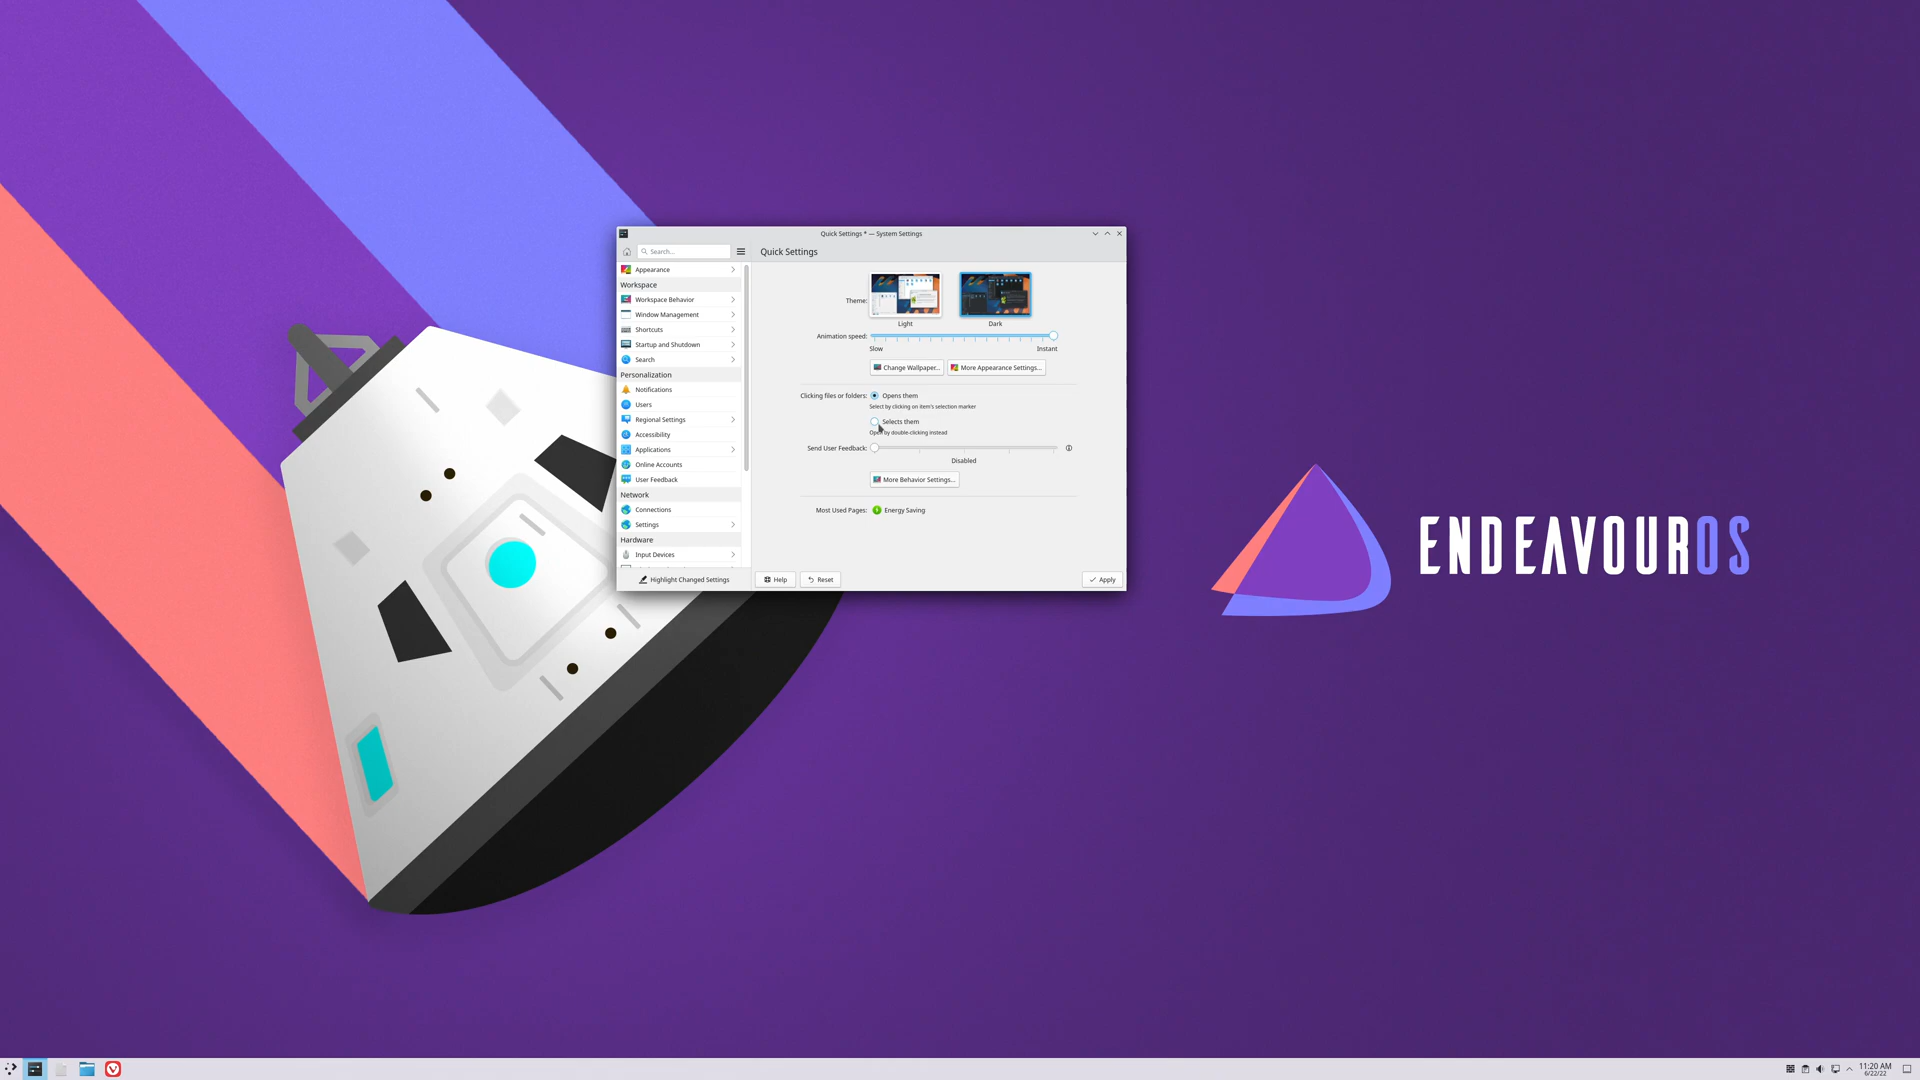 Quick Settings * — System Settings
Search...
Quick Settings
Appearance
Workspace
Workspace Behavior
Window Management
Shortcuts
Startup and Shutdown
Search
Personalization
Notifications
Users
Regional Settings
Accessibility
Applications
Online Accounts
User Feedback
Network
Connections
Settings
Hardware
Input Devices
Highlight Changed Settings
Theme:
Light
Dark
Animation speed:
Slow
Instant
Change Wallpaper...
More Appearance Settings...
Clicking files or folders:
Opens them
Select by clicking on item's selection marker
Selects them
Open by double-clicking instead
Send User Feedback:
Disabled
More Behavior Settings...
Most Used Pages:
Energy Saving
Help
Reset
Apply
ENDEAVOUROS
11:20 AM
6/22/22